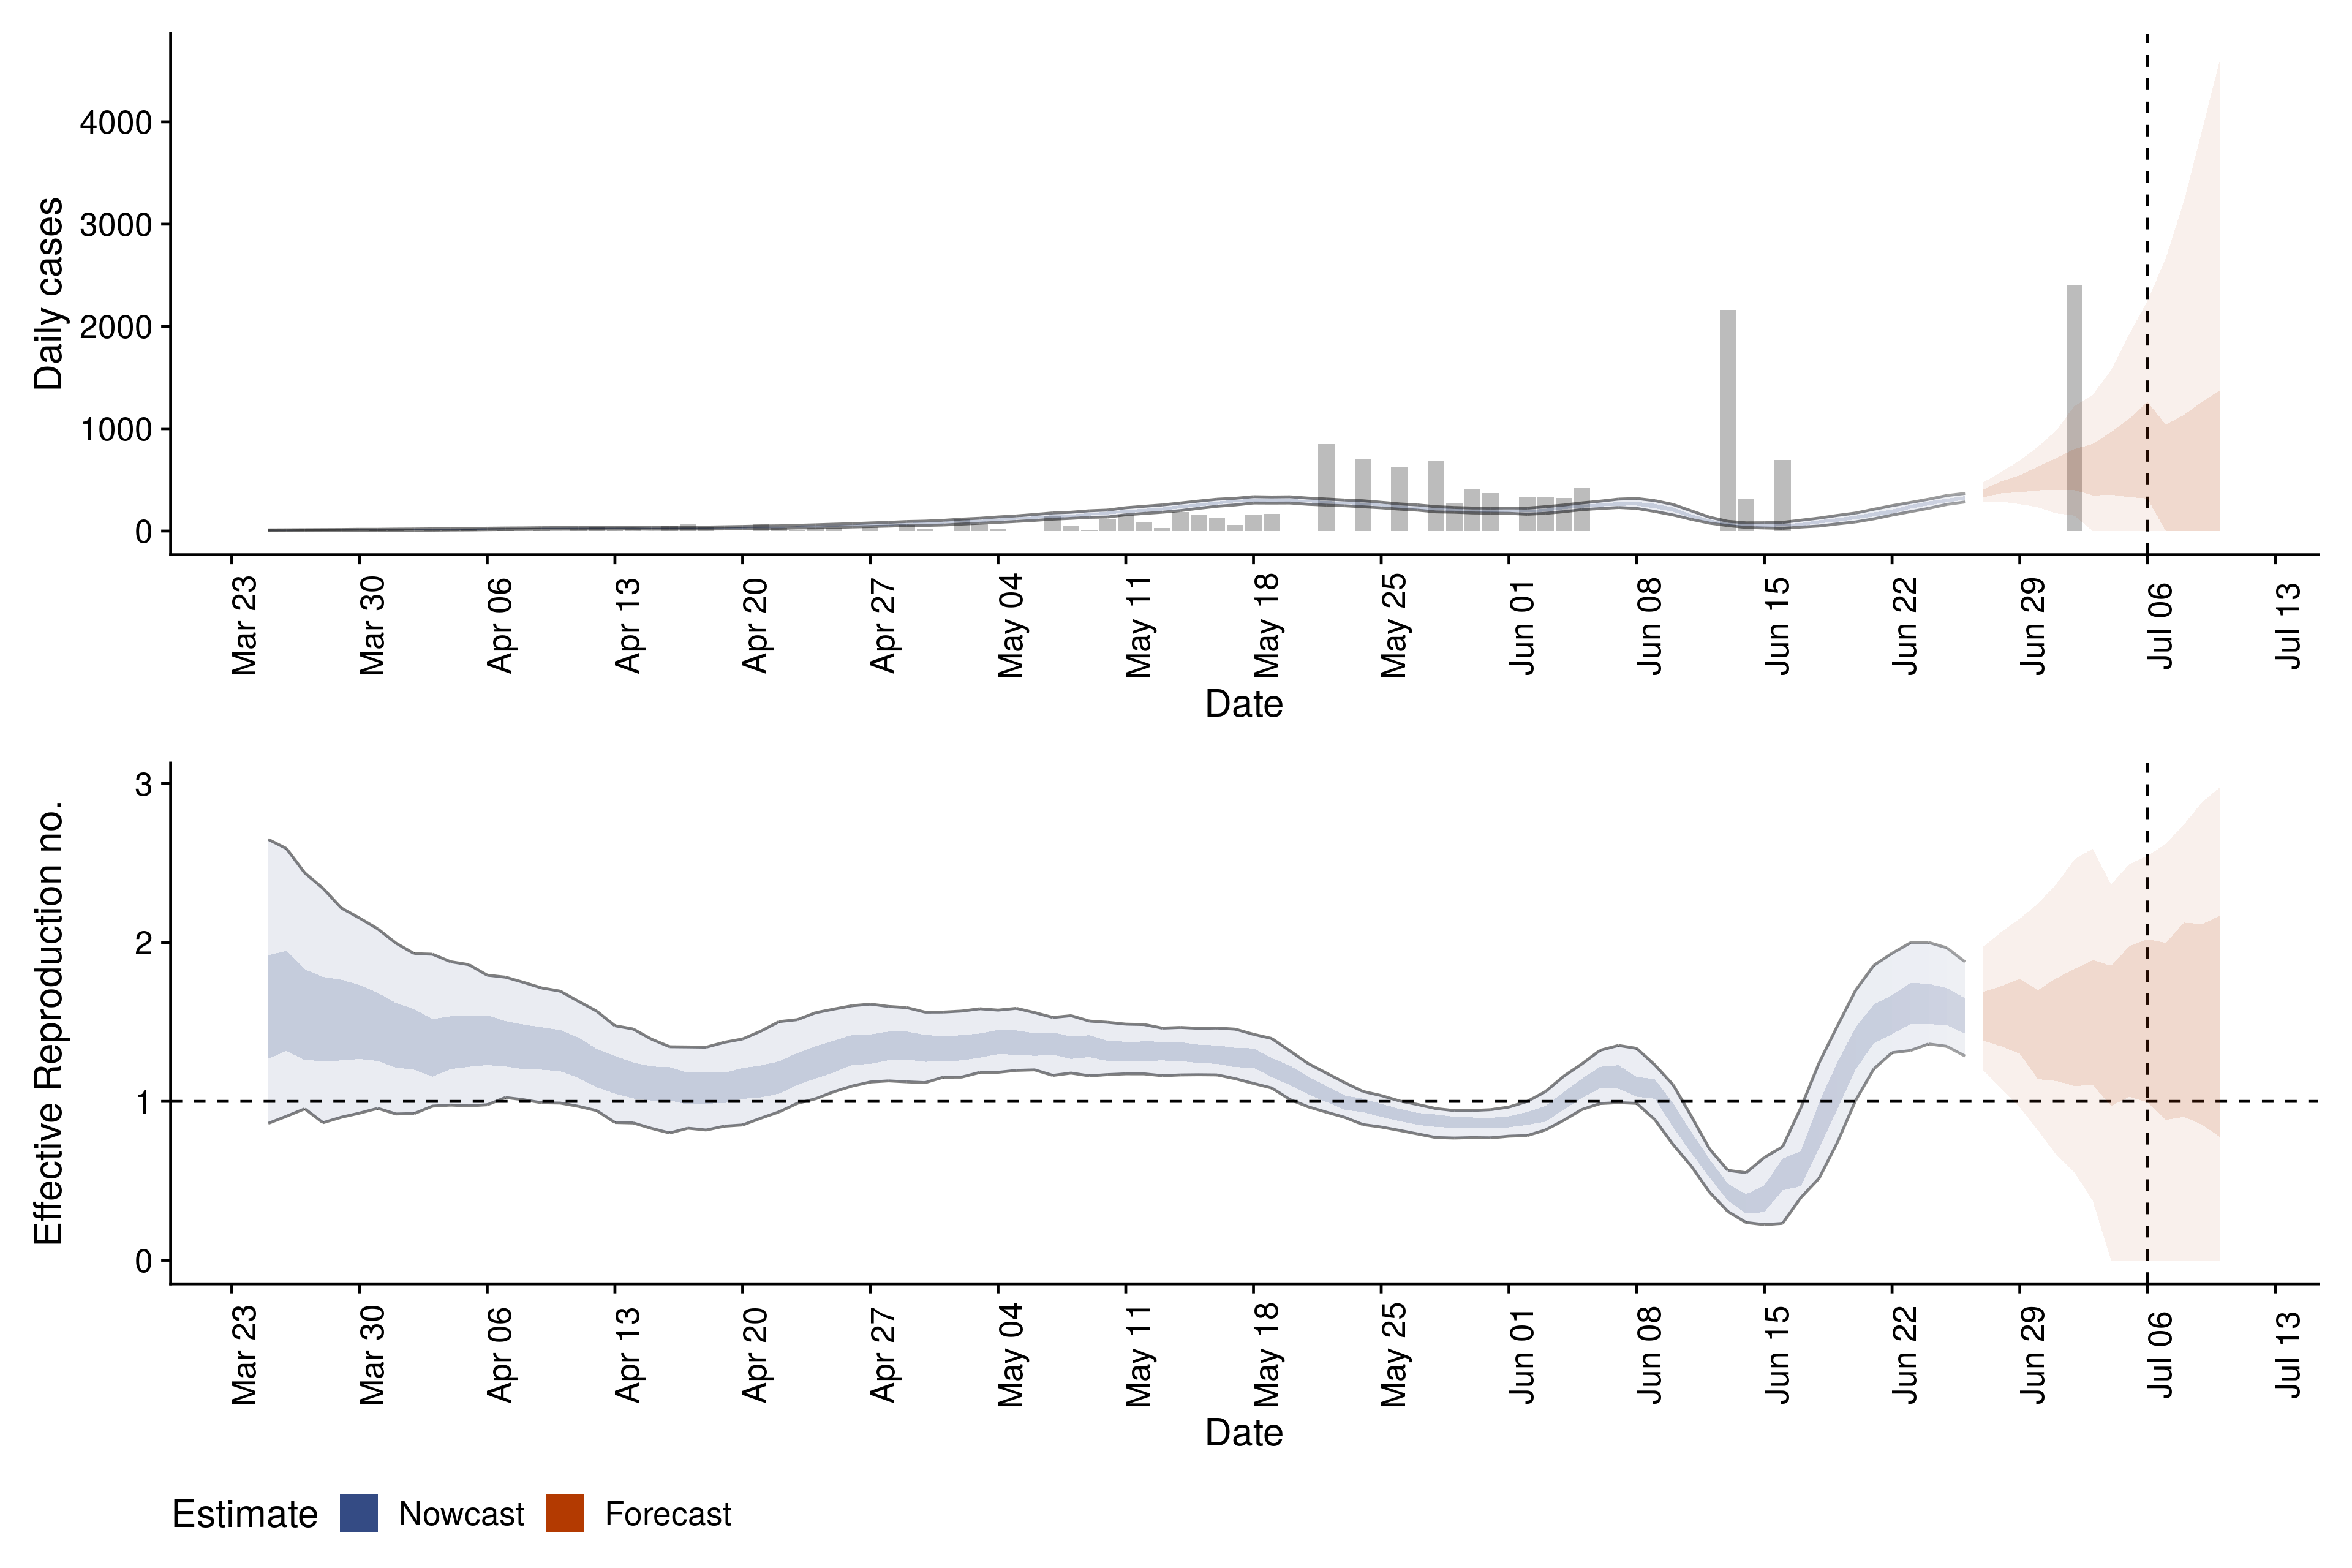 4000
3000
2000
1000
0
Daily cases
Mar 23
Mar 30
Apr 06
Apr 13
Apr 20
Apr 27
May 04
May 11
May 18
May 25
Jun 01
Jun 08
Jun 15
Jun 22
Jun 29
Jul 06
Jul 13
Date
3
2
1
0
Effective Reproduction no.
Mar 23
Mar 30
Apr 06
Apr 13
Apr 20
Apr 27
May 04
May 11
May 18
May 25
Jun 01
Jun 08
Jun 15
Jun 22
Jun 29
Jul 06
Jul 13
Date
Estimate Nowcast Forecast